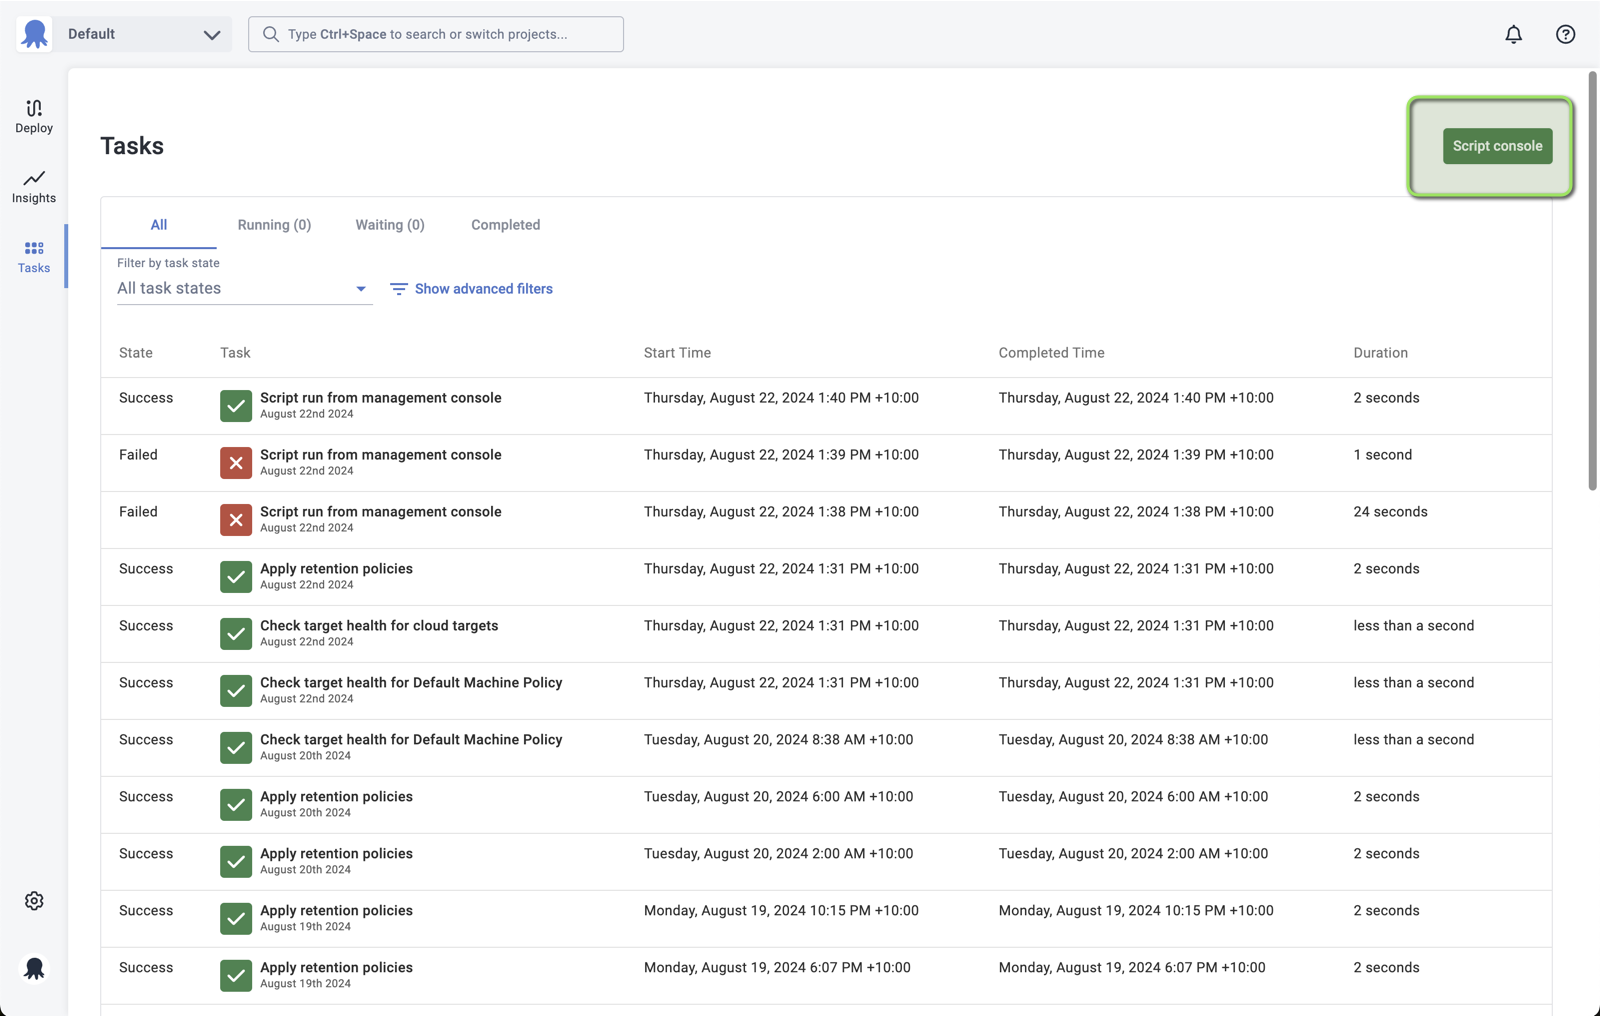 Default
Type Ctrl+Space to search or switch projects...
Deploy
Insights
Tasks
Tasks
Script console
All
Running (0)
Waiting (0)
Completed
Filter by task state
All task states
Show advanced filters
State Task Start Time Completed Time Duration
Success Script run from management console Thursday, August 22, 2024 1:40 PM +10:00 Thursday, August 22, 2024 1:40 PM +10:00 2 seconds
August 22nd 2024
Failed Script run from management console Thursday, August 22, 2024 1:39 PM +10:00 Thursday, August 22, 2024 1:39 PM +10:00 1 second
August 22nd 2024
Failed Script run from management console Thursday, August 22, 2024 1:38 PM +10:00 Thursday, August 22, 2024 1:38 PM +10:00 24 seconds
August 22nd 2024
Success Apply retention policies Thursday, August 22, 2024 1:31 PM +10:00 Thursday, August 22, 2024 1:31 PM +10:00 2 seconds
August 22nd 2024
Success Check target health for cloud targets Thursday, August 22, 2024 1:31 PM +10:00 Thursday, August 22, 2024 1:31 PM +10:00 less than a second
August 22nd 2024
Success Check target health for Default Machine Policy Thursday, August 22, 2024 1:31 PM +10:00 Thursday, August 22, 2024 1:31 PM +10:00 less than a second
August 22nd 2024
Success Check target health for Default Machine Policy Tuesday, August 20, 2024 8:38 AM +10:00 Tuesday, August 20, 2024 8:38 AM +10:00 less than a second
August 20th 2024
Success Apply retention policies Tuesday, August 20, 2024 6:00 AM +10:00 Tuesday, August 20, 2024 6:00 AM +10:00 2 seconds
August 20th 2024
Success Apply retention policies Tuesday, August 20, 2024 2:00 AM +10:00 Tuesday, August 20, 2024 2:00 AM +10:00 2 seconds
August 20th 2024
Success Apply retention policies Monday, August 19, 2024 10:15 PM +10:00 Monday, August 19, 2024 10:15 PM +10:00 2 seconds
August 19th 2024
Success Apply retention policies Monday, August 19, 2024 6:07 PM +10:00 Monday, August 19, 2024 6:07 PM +10:00 2 seconds
August 19th 2024